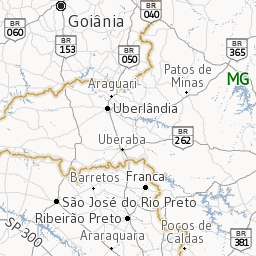 Goiânia
BR
040
BR
060
BR
153
BR
050
BR
365
Patos de
Minas
MG
Araguari
Uberlândia
BR
262
Uberaba
Barretos
Franca
São José do Rio Preto
Ribeirão Preto
SP-300
Araraquara
Poços de
Caldas
BR
381